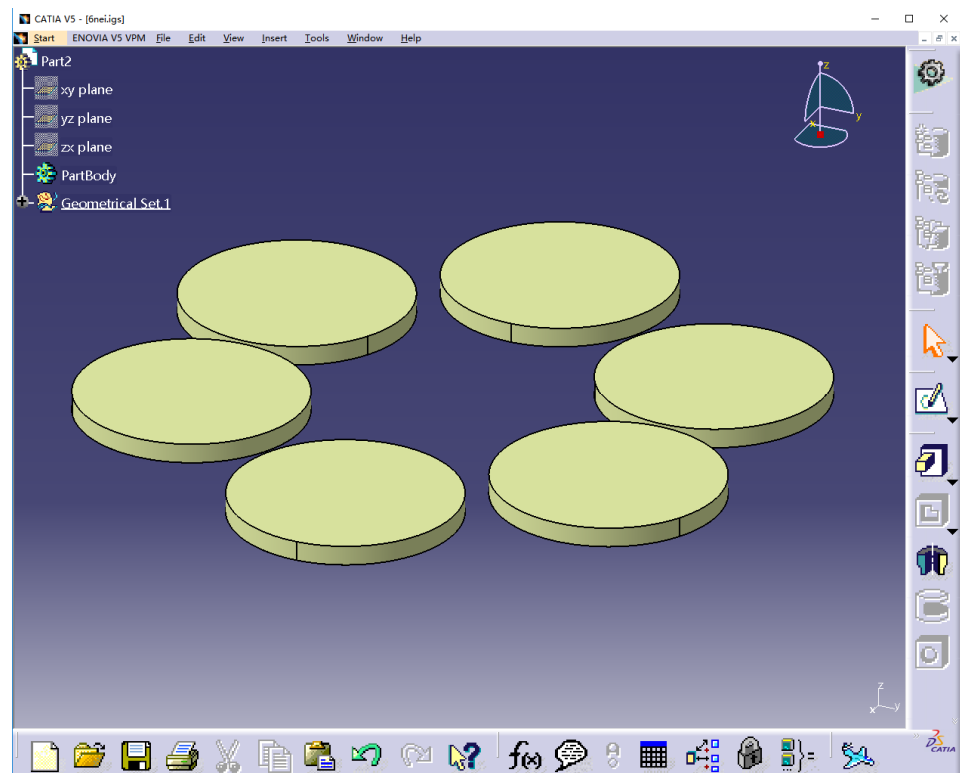 CATIA V5 - [6nei.igs]
Start ENOVIA V5 VPM File Edit View Insert Tools Window Help
Part2
xy plane
yz plane
zx plane
PartBody
Geometrical Set.1
z
y
x
z
x
y
f(x)
CATIA